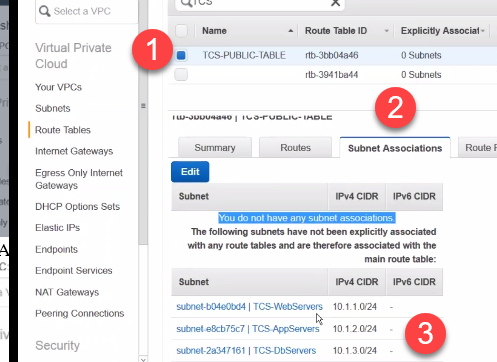 Select a VPC
Virtual Private
Cloud
Your VPCs
Subnets
Route Tables
Internet Gateways
Egress Only Internet
Gateways
DHCP Options Sets
Elastic IPs
Endpoints
Endpoint Services
NAT Gateways
Peering Connections
Security
TCS
Name Route Table ID Explicitly Associat
1
TCS-PUBLIC-TABLE rtb-3bb04a46 0 Subnets
rtb-3941ba44 0 Subnets
2
rtb-3bb04a46 | TCS-PUBLIC-TABLE
Summary Routes Subnet Associations Route
Edit
Subnet IPv4 CIDR IPv6 CIDR
You do not have any subnet associations.
The following subnets have not been explicitly associated
with any route tables and are therefore associated with the
main route table:
Subnet IPv4 CIDR IPv6 CIDR
subnet-b04e0bd4 | TCS-WebServers 10.1.1.0/24 -
subnet-e8cb75c7 | TCS-AppServers 10.1.2.0/24 -
subnet-2a347161 | TCS-DbServers 10.1.3.0/24 -
3